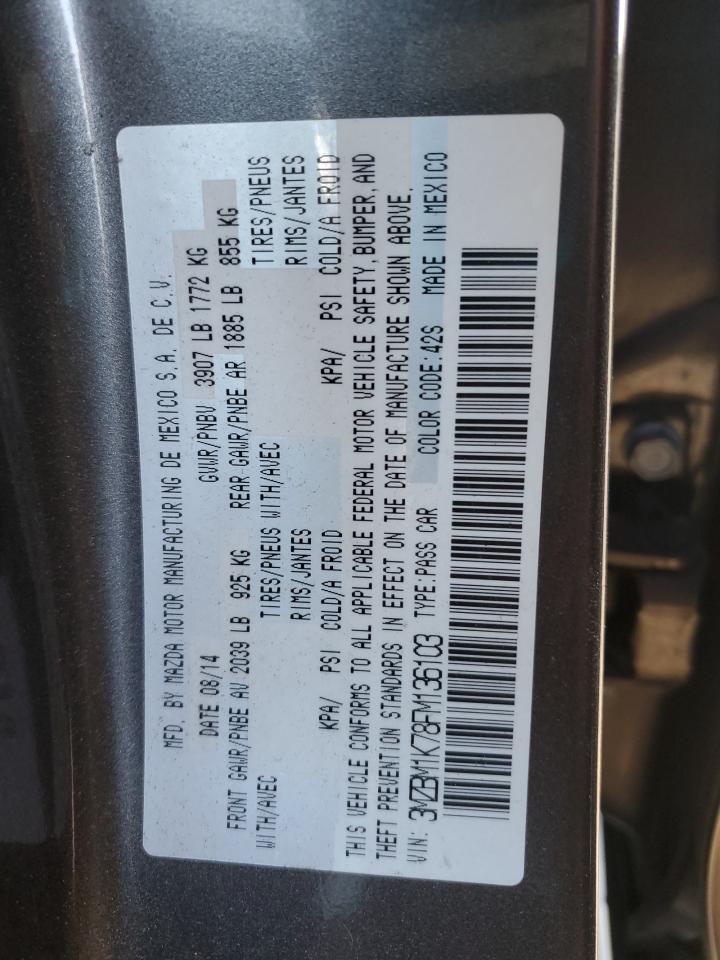 MFD. BY MAZDA MOTOR MANUFACTURING DE MEXICO S.A. DE C.V.
DATE 08/14 GVWR/PNBV 3907 LB 1772 KG
FRONT GAWR/PNBE AV 2039 LB 925 KG REAR GAWR/PNBE AR 1885 LB 855 KG
WITH/AVEC TIRES/PNEUS WITH/AVEC TIRES/PNEUS
RIMS/JANTES RIMS/JANTES
KPA/ PSI COLD/A FROID KPA/ PSI COLD/A FROID
THIS VEHICLE CONFORMS TO ALL APPLICABLE FEDERAL MOTOR VEHICLE SAFETY, BUMPER, AND
THEFT PREVENTION STANDARDS IN EFFECT ON THE DATE OF MANUFACTURE SHOWN ABOVE.
VIN: 3MZBM1K78FM136103 TYPE:PASS CAR COLOR CODE:42S MADE IN MEXICO